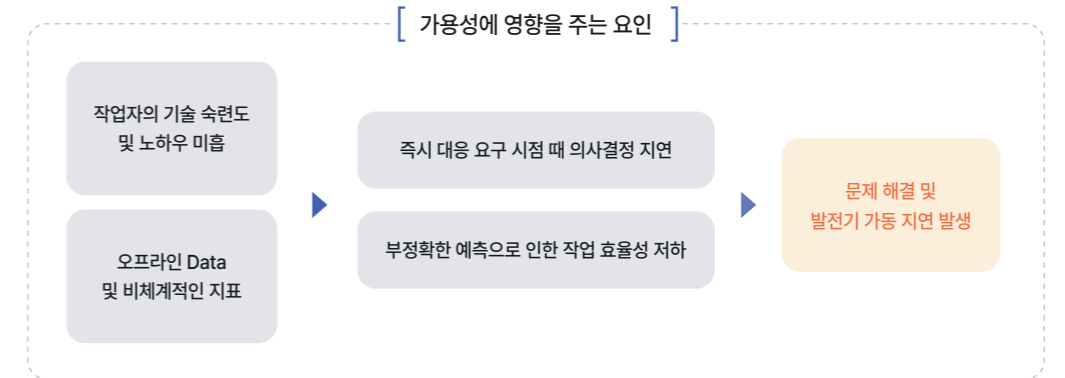 [ 가용성에 영향을 주는 요인 ]
작업자의 기술 숙련도
및 노하우 미흡
오프라인 Data
및 비체계적인 지표
즉시 대응 요구 시점 때 의사결정 지연
부정확한 예측으로 인한 작업 효율성 저하
문제 해결 및
발전기 가동 지연 발생